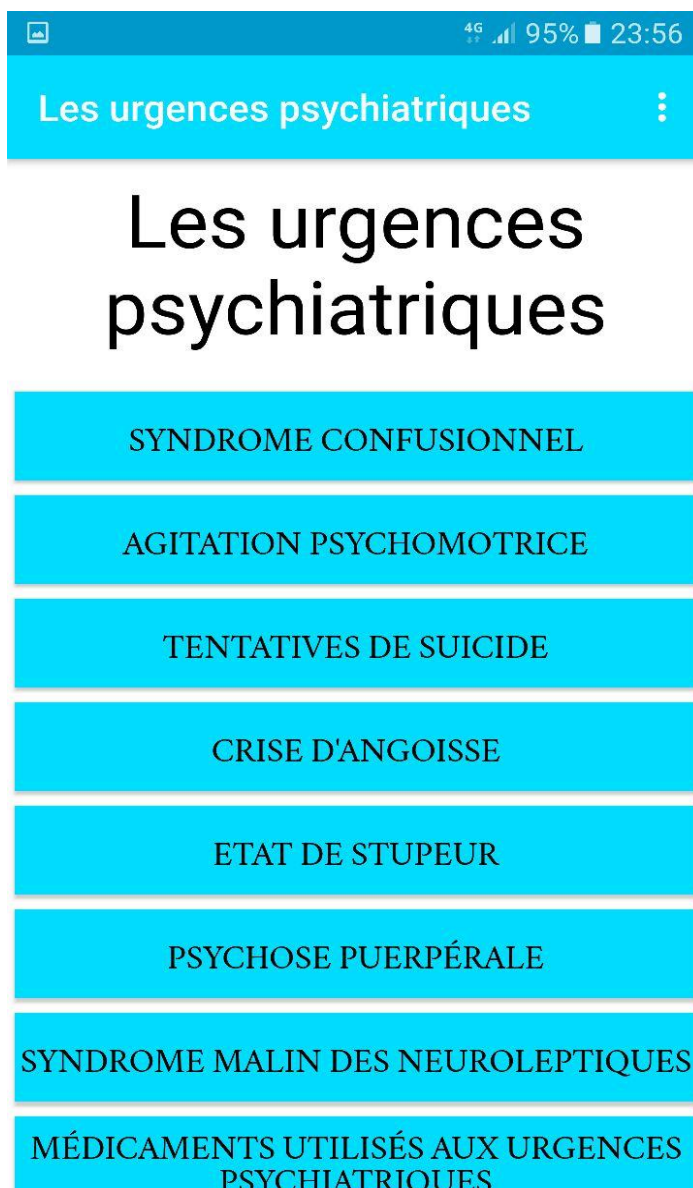 4G 95% 23:56
Les urgences psychiatriques
Les urgences
psychiatriques
SYNDROME CONFUSIONNEL
AGITATION PSYCHOMOTRICE
TENTATIVES DE SUICIDE
CRISE D'ANGOISSE
ETAT DE STUPEUR
PSYCHOSE PUERPÉRALE
SYNDROME MALIN DES NEUROLEPTIQUES
MÉDICAMENTS UTILISÉS AUX URGENCES
PSYCHIATRIQUES